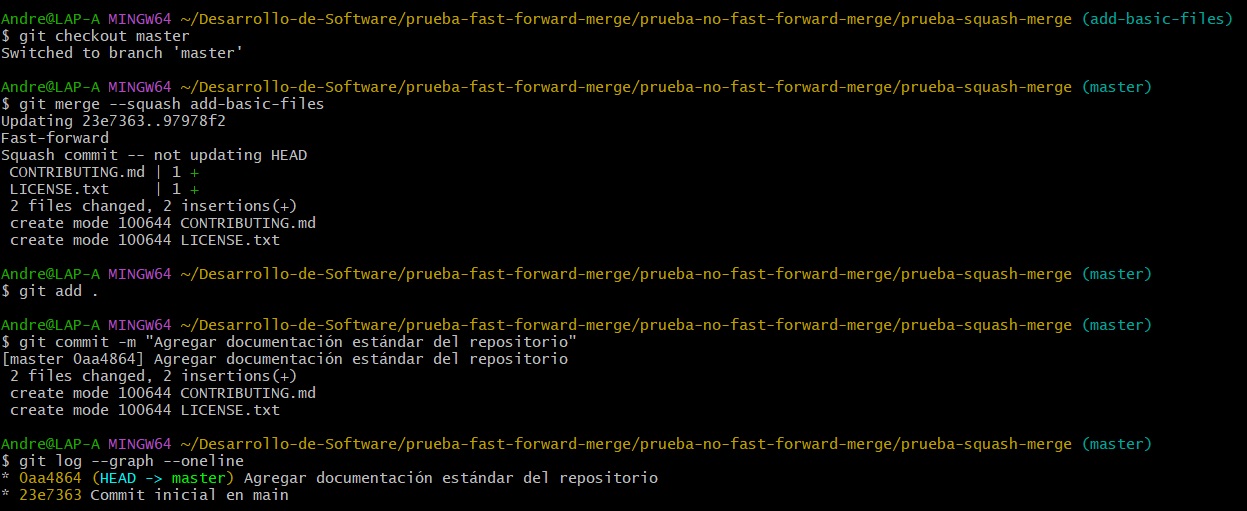 Andre@LAP-A MINGW64 ~/Desarrollo-de-Software/prueba-fast-forward-merge/prueba-no-fast-forward-merge/prueba-squash-merge (add-basic-files)
$ git checkout master
Switched to branch 'master'

Andre@LAP-A MINGW64 ~/Desarrollo-de-Software/prueba-fast-forward-merge/prueba-no-fast-forward-merge/prueba-squash-merge (master)
$ git merge --squash add-basic-files
Updating 23e7363..97978f2
Fast-forward
Squash commit -- not updating HEAD
 CONTRIBUTING.md | 1 +
 LICENSE.txt     | 1 +
 2 files changed, 2 insertions(+)
 create mode 100644 CONTRIBUTING.md
 create mode 100644 LICENSE.txt

Andre@LAP-A MINGW64 ~/Desarrollo-de-Software/prueba-fast-forward-merge/prueba-no-fast-forward-merge/prueba-squash-merge (master)
$ git add .

Andre@LAP-A MINGW64 ~/Desarrollo-de-Software/prueba-fast-forward-merge/prueba-no-fast-forward-merge/prueba-squash-merge (master)
$ git commit -m "Agregar documentación estándar del repositorio"
[master 0aa4864] Agregar documentación estándar del repositorio
 2 files changed, 2 insertions(+)
 create mode 100644 CONTRIBUTING.md
 create mode 100644 LICENSE.txt

Andre@LAP-A MINGW64 ~/Desarrollo-de-Software/prueba-fast-forward-merge/prueba-no-fast-forward-merge/prueba-squash-merge (master)
$ git log --graph --oneline
* 0aa4864 (HEAD -> master) Agregar documentación estándar del repositorio
* 23e7363 Commit inicial en main